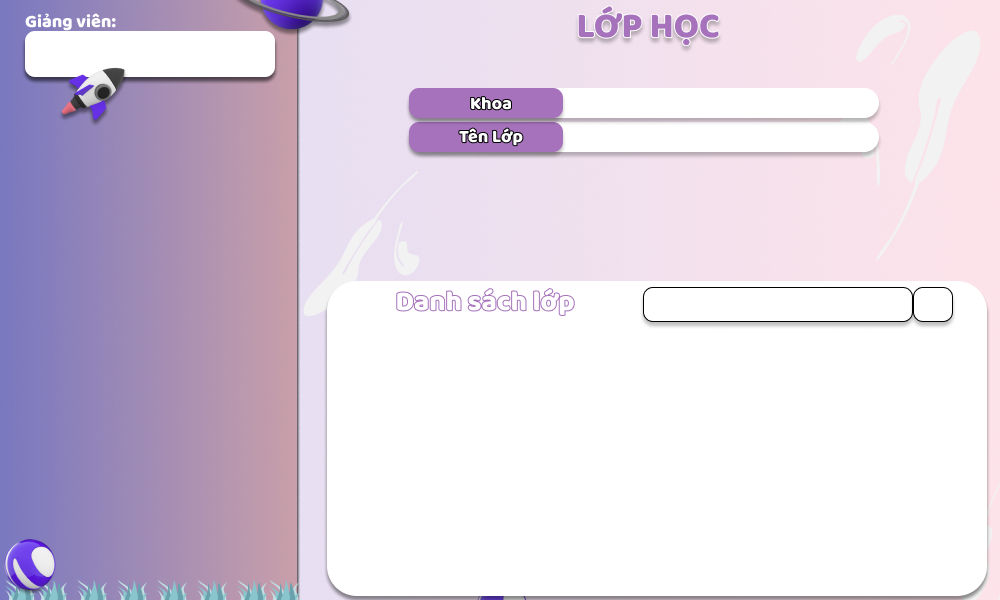 Giảng viên:
LỚP HỌC
Khoa
Tên Lớp
Danh sách lớp